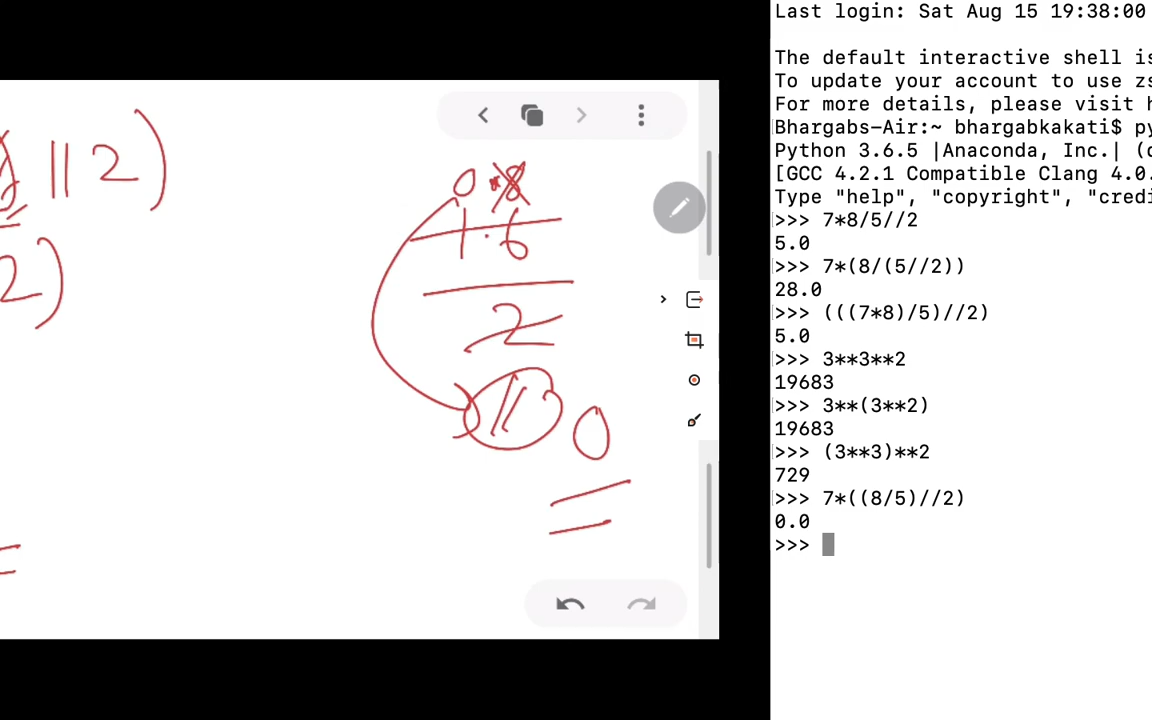 || 2)
2)
0.8
1.6
2
// 0
=
=
Last login: Sat Aug 15 19:38:00
The default interactive shell is
To update your account to use zs
For more details, please visit h
Bhargabs-Air:~ bhargabkakati$ py
Python 3.6.5 |Anaconda, Inc.| (d
[GCC 4.2.1 Compatible Clang 4.0.
Type "help", "copyright", "credi
>>> 7*8/5//2
5.0
>>> 7*(8/(5//2))
28.0
>>> (((7*8)/5)//2)
5.0
>>> 3**3**2
19683
>>> 3**(3**2)
19683
>>> (3**3)**2
729
>>> 7*((8/5)//2)
0.0
>>>